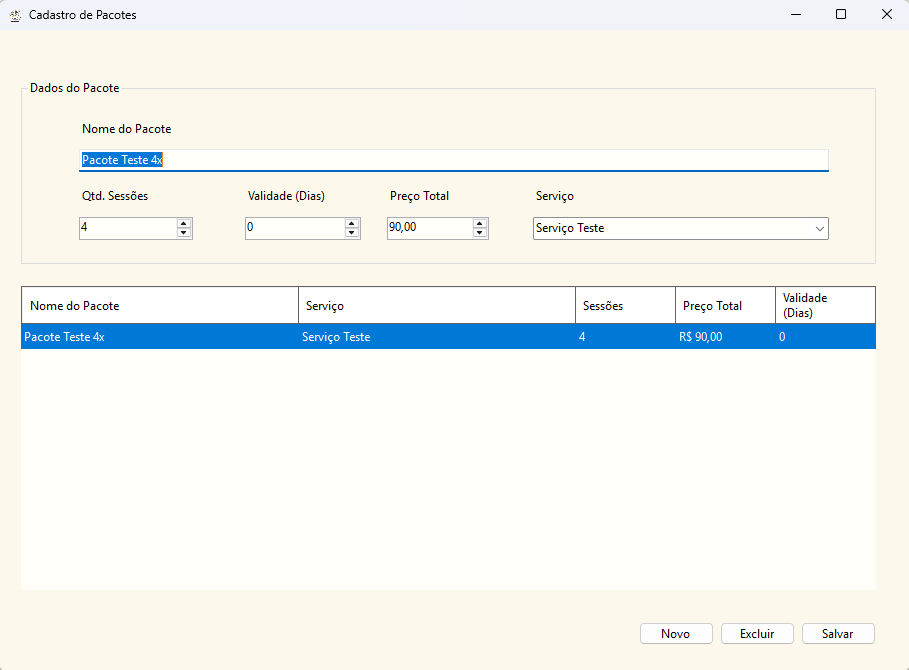 Cadastro de Pacotes
Dados do Pacote
Nome do Pacote
Pacote Teste 4x
Qtd. Sessões Validade (Dias) Preço Total Serviço
4 0 90,00 Serviço Teste
Nome do Pacote Serviço Sessões Preço Total Validade
(Dias)
Pacote Teste 4x Serviço Teste 4 R$ 90,00 0
Novo Excluir Salvar